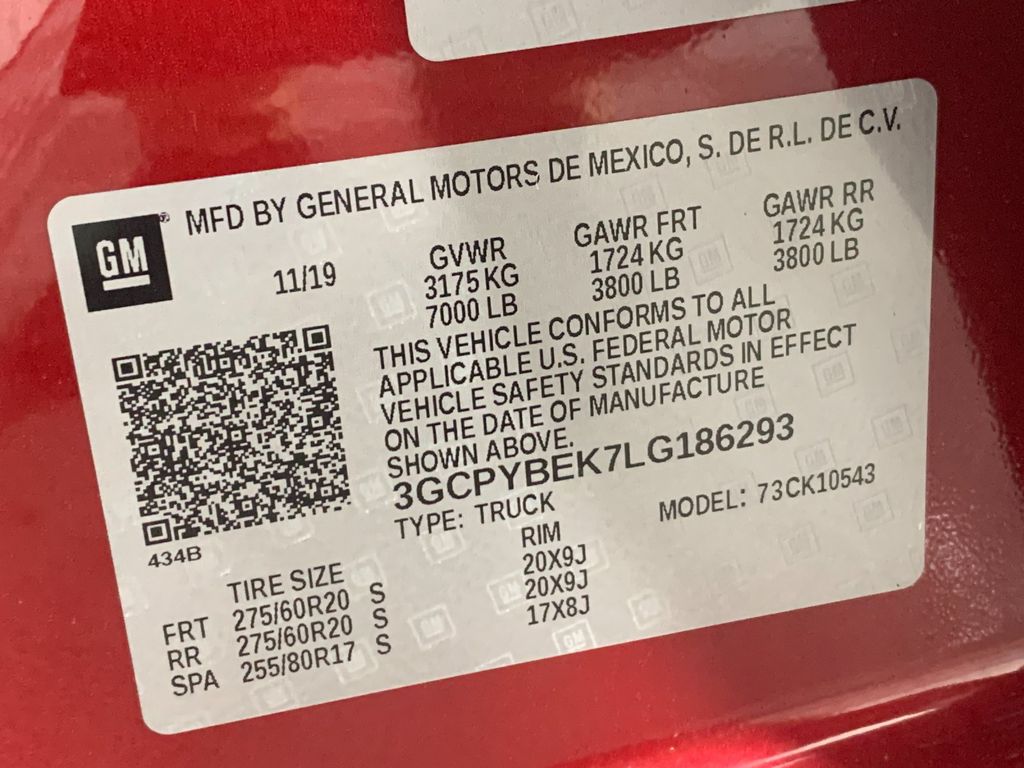 MFD BY GENERAL MOTORS DE MEXICO, S. DE R.L. DE C.V.
GM®
11/19
GVWR
3175 KG
7000 LB
GAWR FRT
1724 KG
3800 LB
GAWR RR
1724 KG
3800 LB
THIS VEHICLE CONFORMS TO ALL
APPLICABLE U.S. FEDERAL MOTOR
VEHICLE SAFETY STANDARDS IN EFFECT
ON THE DATE OF MANUFACTURE
SHOWN ABOVE.
3GCPYBEK7LG186293
TYPE: TRUCK
MODEL: 73CK10543
434B
TIRE SIZE RIM
FRT 275/60R20 S 20X9J
RR 275/60R20 S 20X9J
SPA 255/80R17 S 17X8J